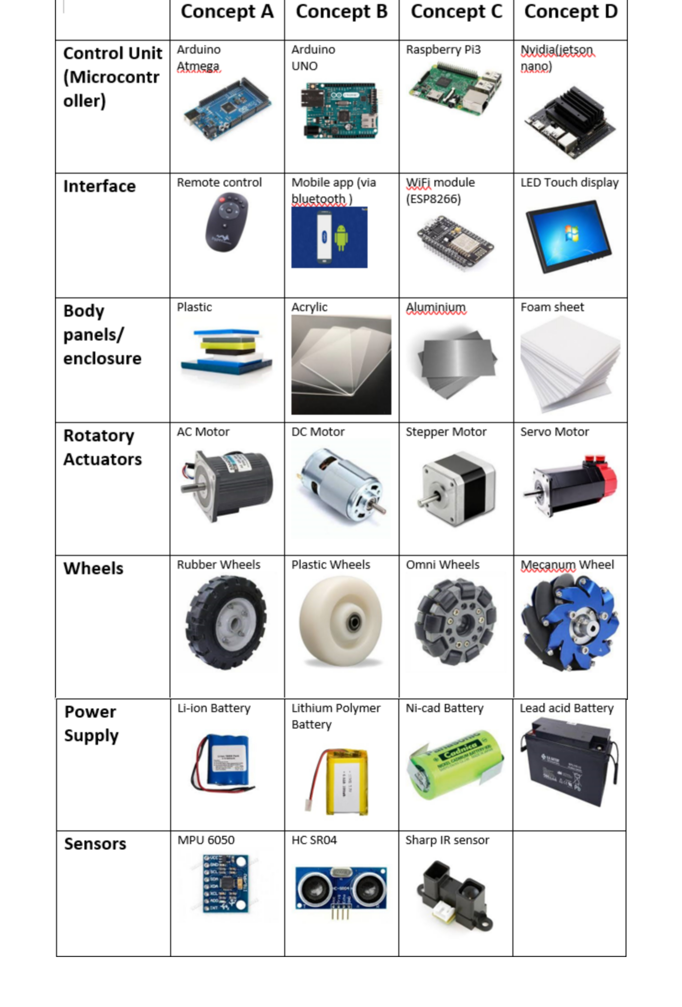 Concept A Concept B Concept C Concept D
Control Unit
(Microcontr
oller)
Arduino
Atmega
Arduino
UNO
Raspberry Pi3
Nvidia(jetson
nano)
Interface
Remote control
Mobile app (via
bluetooth )
WiFi module
(ESP8266)
LED Touch display
Body
panels/
enclosure
Plastic
Acrylic
Aluminium
Foam sheet
Rotatory
Actuators
AC Motor
DC Motor
Stepper Motor
Servo Motor
Wheels
Rubber Wheels
Plastic Wheels
Omni Wheels
Mecanum Wheel
Power
Supply
Li-ion Battery
Lithium Polymer
Battery
Ni-cad Battery
Lead acid Battery
Sensors
MPU 6050
HC SR04
Sharp IR sensor